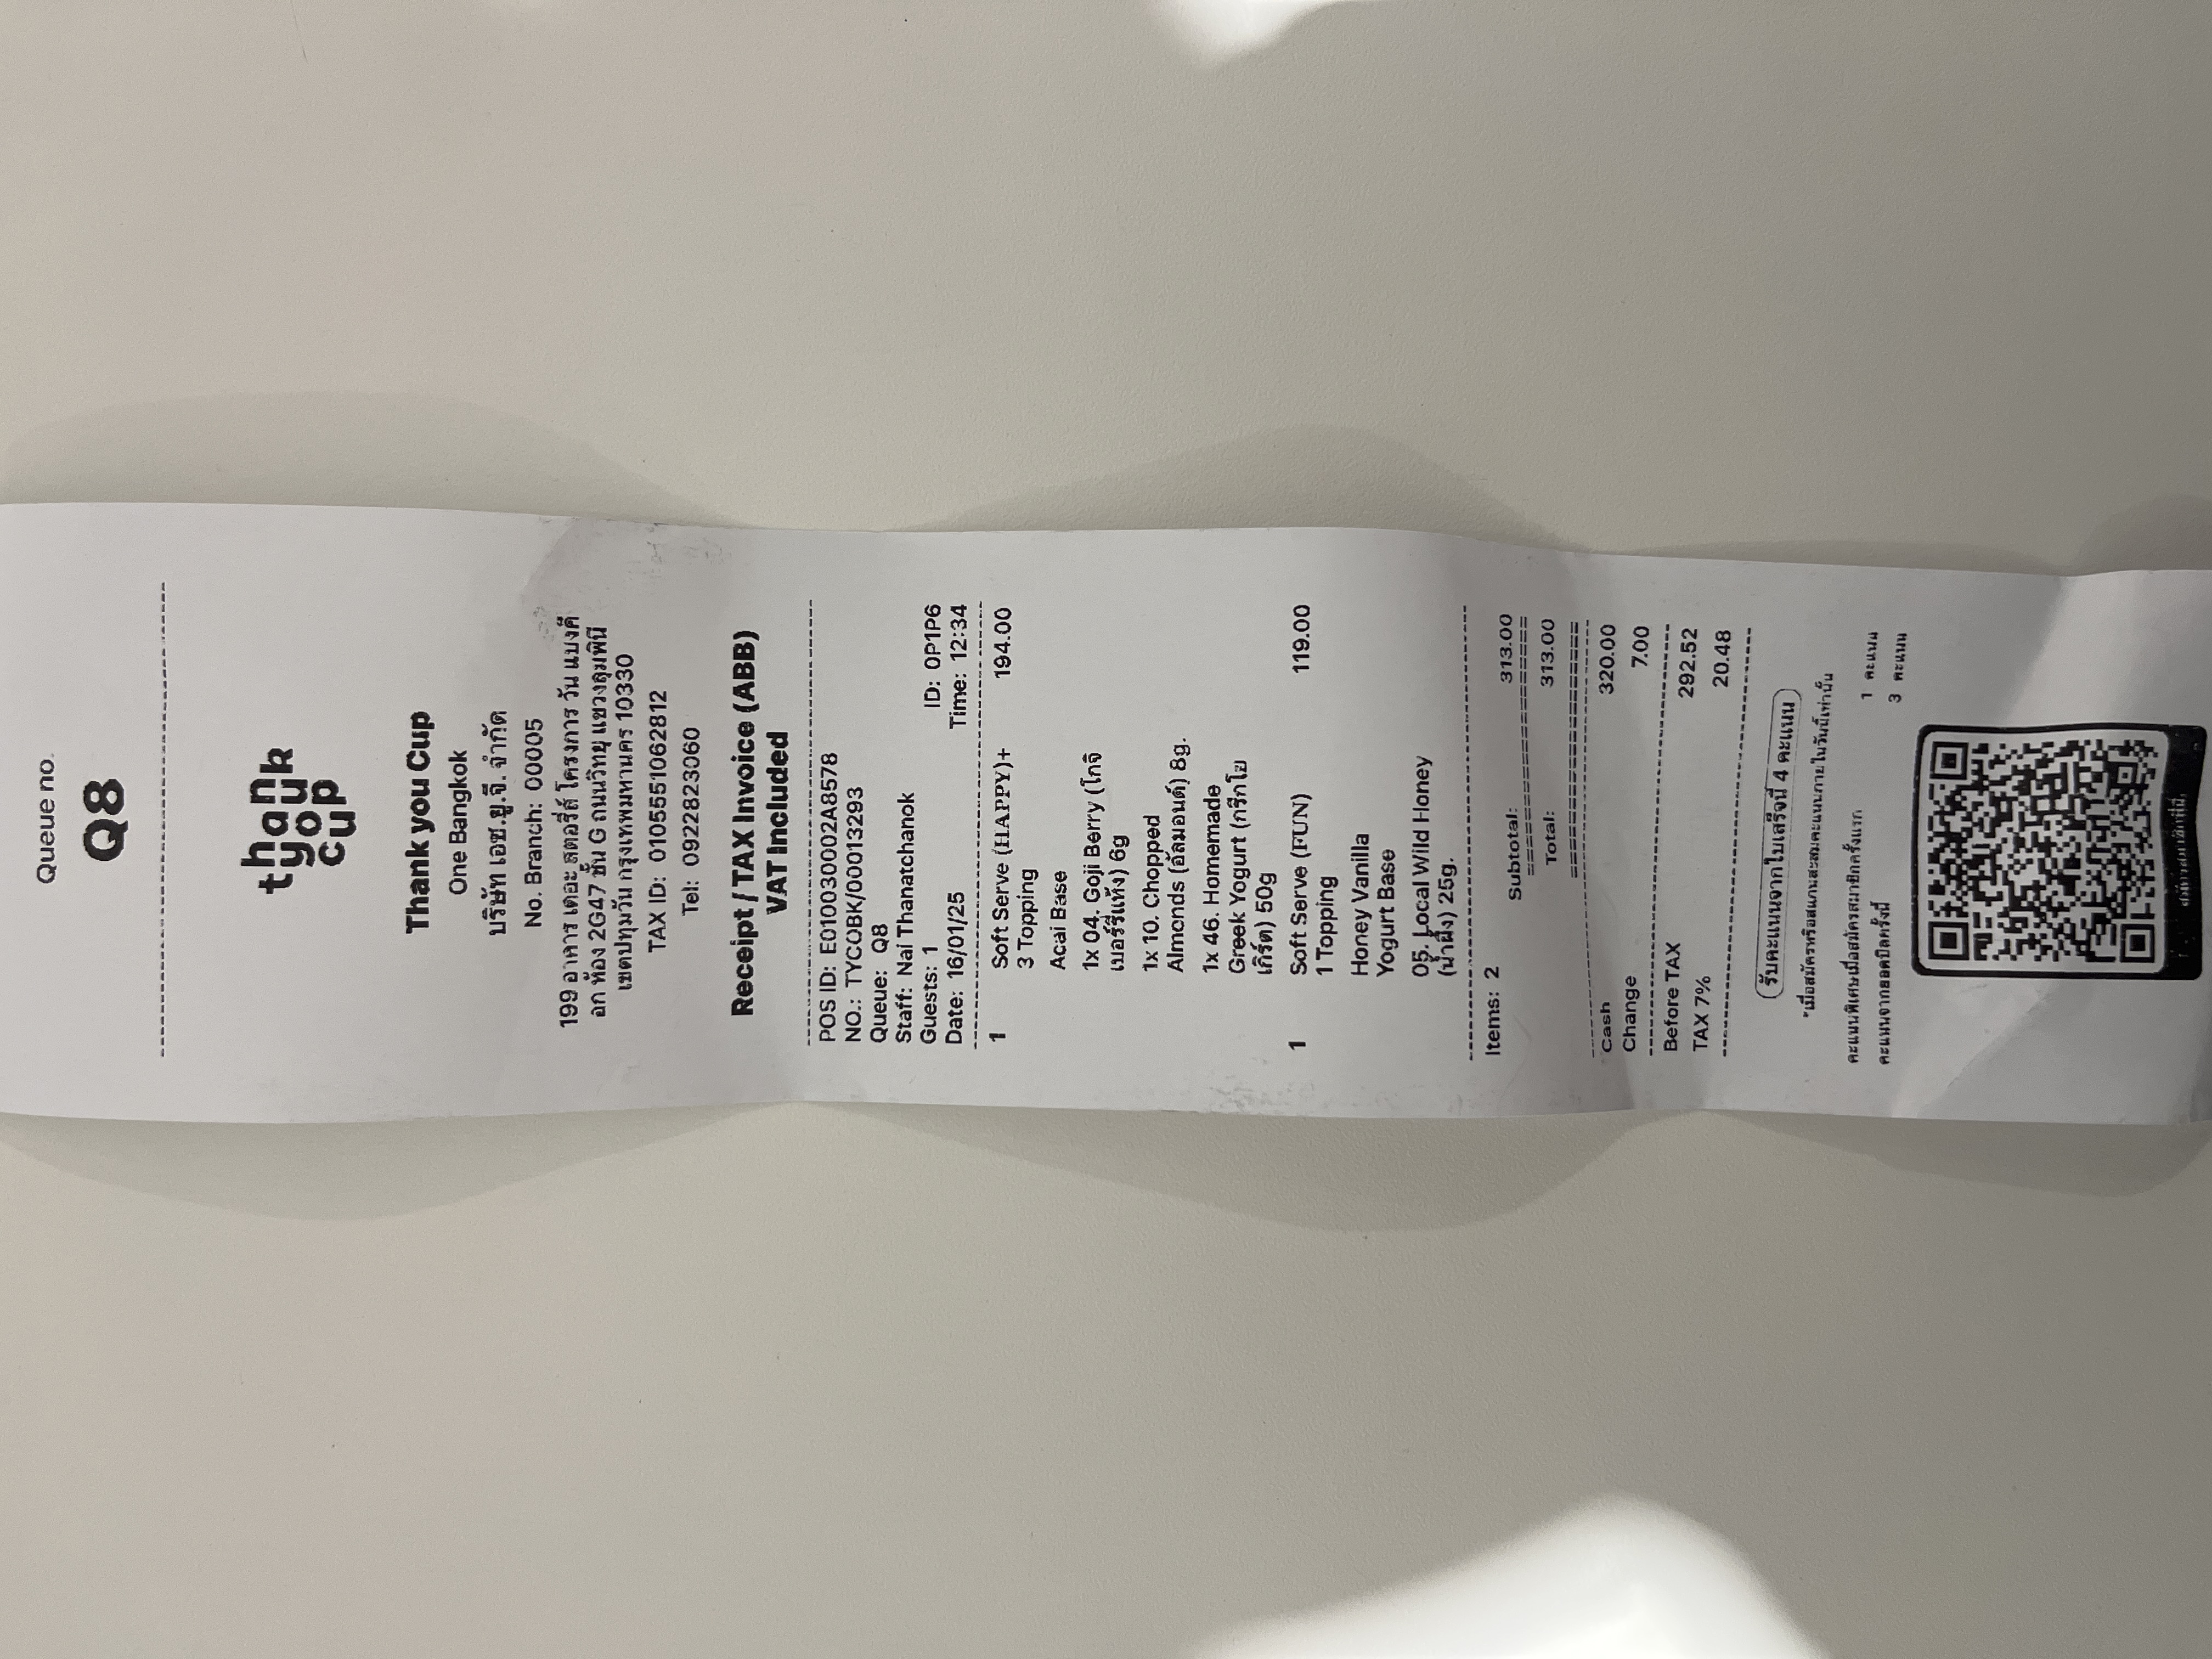 Queue no.
Q8
thank
you
cup
Thank you Cup
One Bangkok
บริษัท เอช.ยู.จี. จำกัด
No. Branch: 00005
199 อาคาร เดอะ สตอรี่ส์ โครงการ วัน แบงค็
อก ห้อง 2G47 ชั้น G ถนนวิทยุ แขวงลุมพินี
เขตปทุมวัน กรุงเทพมหานคร 10330
TAX ID: 0105551062812
Tel: 0922823060
Receipt / TAX Invoice (ABB)
VAT Included
POS ID: E010030002A8578
NO.: TYCOBK/00013293
Queue: Q8
Staff: Nai Thanatchanok
Guests: 1 ID: 0P1P6
Date: 16/01/25 Time: 12:34
1 Soft Serve (HAPPY)+ 194.00
3 Topping
Acai Base
1x 04. Goji Berry (โกจิ
เบอร์รี่แห้ง) 6g
1x 10. Chopped
Almonds (อัลมอนด์) 8g.
1x 46. Homemade
Greek Yogurt (กรีกโย
เกิร์ต) 50g
1 Soft Serve (FUN) 119.00
1 Topping
Honey Vanilla
Yogurt Base
05. Local Wild Honey
(น้ำผึ้ง) 25g.
Items: 2
Subtotal: 313.00
Total: 313.00
Cash 320.00
Change 7.00
Before TAX 292.52
TAX 7% 20.48
รับคะแนนจากใบเสร็จนี้ 4 คะแนน
*เมื่อสมัครหรือสแกนสะสมคะแนนภายในวันนี้เท่านั้น
คะแนนพิเศษเมื่อสมัครสมาชิกครั้งแรก 1 คะแนน
คะแนนจากยอดบิลครั้งนี้ 3 คะแนน
สมัครสมาชิกที่นี่